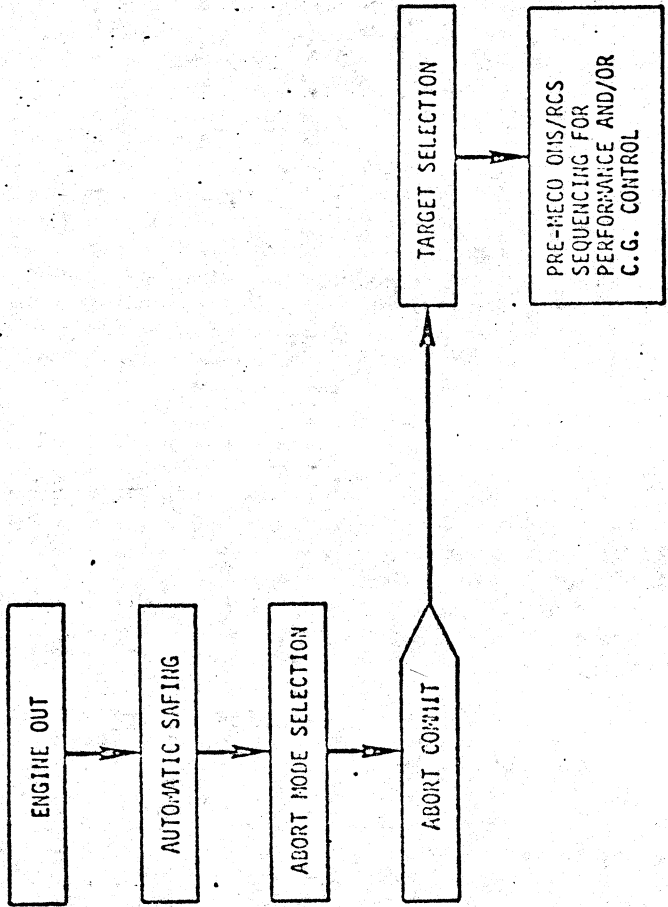 ENGINE OUT
AUTOMATIC SAFING
ABORT MODE SELECTION
ABORT COMMIT
TARGET SELECTION
PRE-MECO OMS/RCS
SEQUENCING FOR
PERFORMANCE AND/OR
C.G. CONTROL